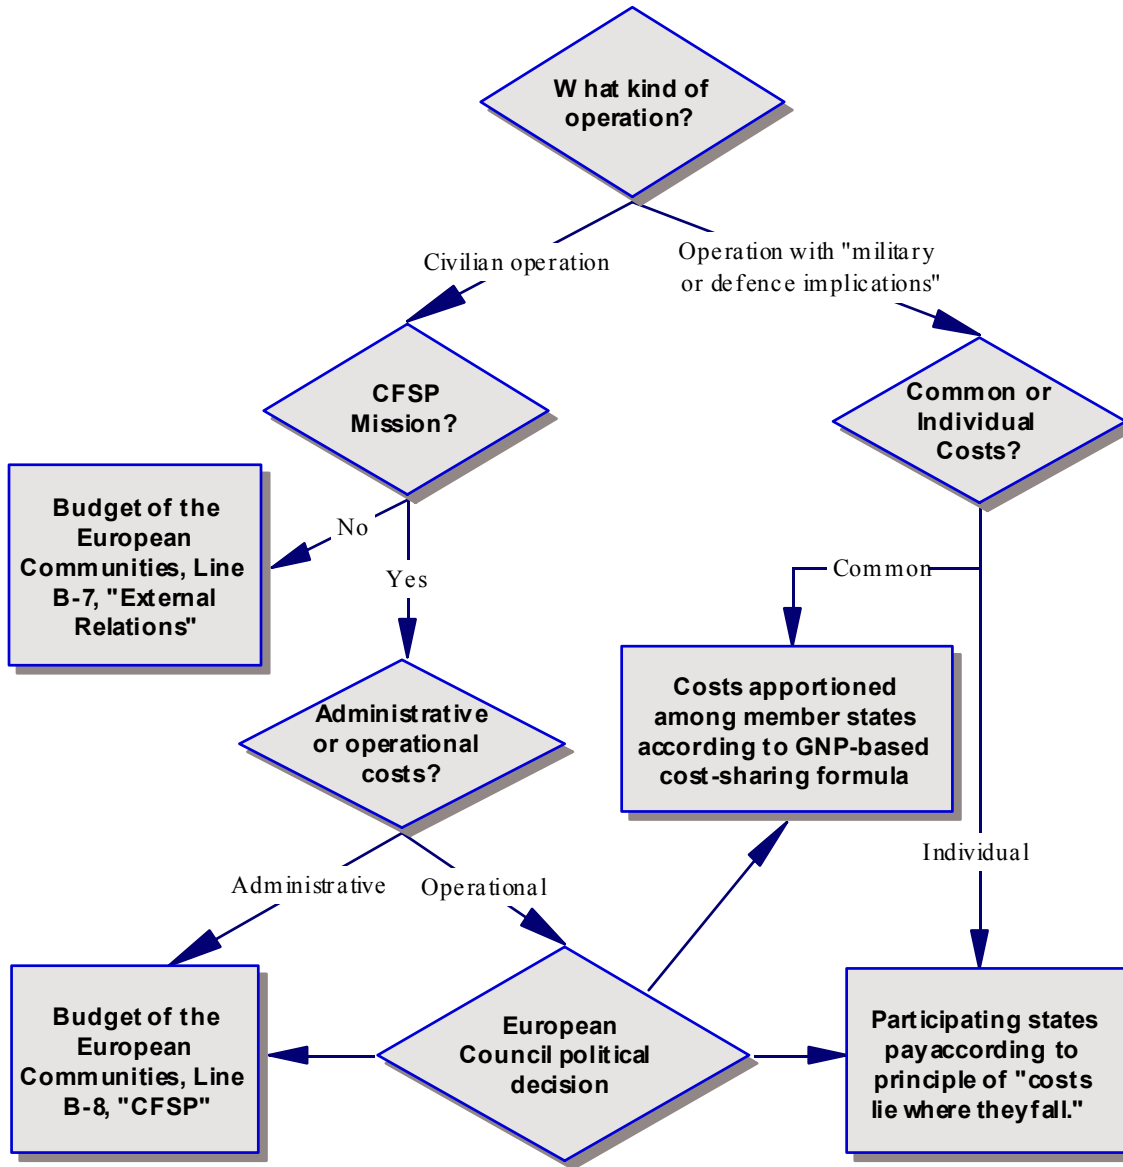 W hat kind of
operation?
Civilian operation
Operation with "military
or defence implications"
CFSP
Mission?
Common or
Individual
Costs?
Budget of the
European
Communities, Line
B-7, "External
Relations"
No
Yes
Common
Administrative
or operational
costs?
Costs apportioned
among member states
according to GNP-based
cost-sharing formula
Administrative
Operational
Individual
Budget of the
European
Communities, Line
B-8, "CFSP"
European
Council political
decision
Participating states
pay according to
principle of "costs
lie where they fall."